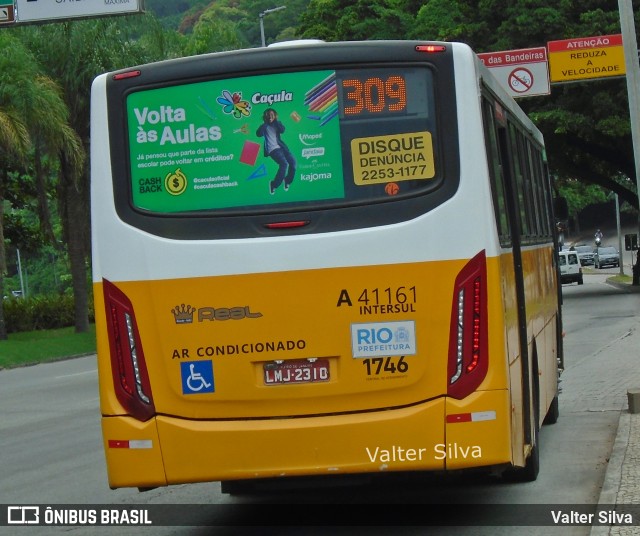 das Bandeiras
ATENÇÃO
REDUZA
A VELOCIDADE
Volta
às Aulas
Caçula
Já pensou que parte da lista
escolar pode voltar em créditos?
CASH
BACK
$
kajoma
309
DISQUE
DENÚNCIA
2253-1177
A 41161
INTERSUL
REAL
RIO
PREFEITURA
AR CONDICIONADO
1746
LMJ-2310
1746
Valter Silva
ÔNIBUS BRASIL
Valter Silva